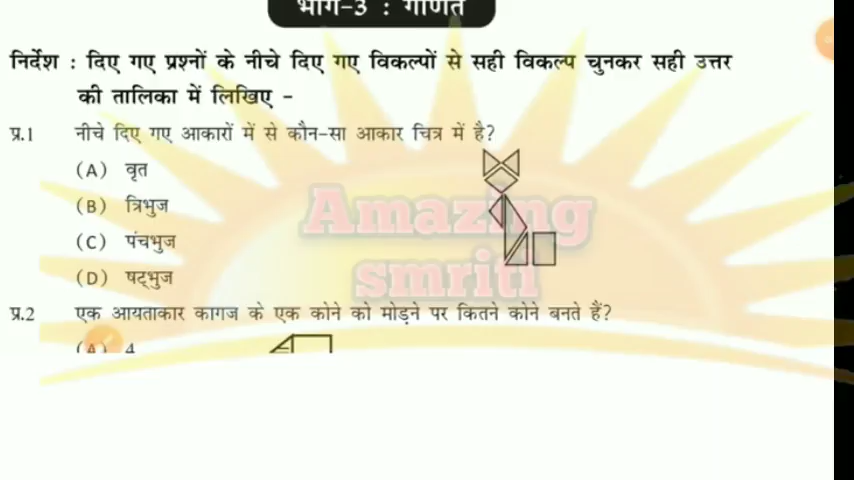 भाग-3 : गणित
निर्देश : दिए गए प्रश्नों के नीचे दिए गए विकल्पों से सही विकल्प चुनकर सही उत्तर
की तालिका में लिखिए -
प्र.1 नीचे दिए गए आकारों में से कौन-सा आकार चित्र में है?
(A) वृत
(B) त्रिभुज
(C) पंचभुज
(D) षट्भुज
प्र.2 एक आयताकार कागज के एक कोने को मोड़ने पर कितने कोने बनते हैं?
(A) 4
Amazing
smriti